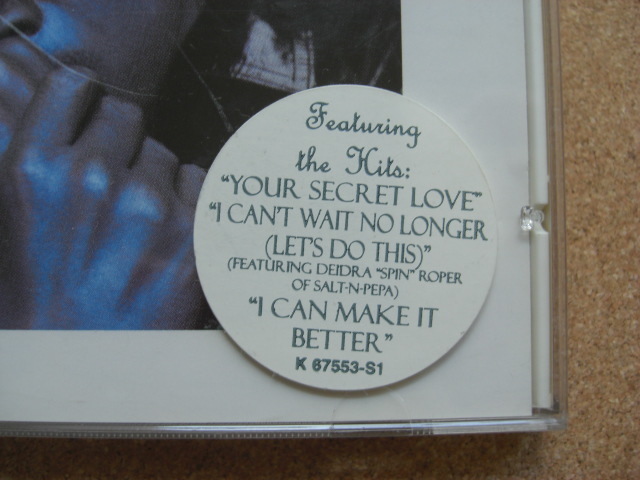 Featuring
the Hits:
"YOUR SECRET LOVE"
"I CAN'T WAIT NO LONGER
(LET'S DO THIS)"
(FEATURING DEIDRA "SPIN" ROPER
OF SALT-N-PEPA)
"I CAN MAKE IT
BETTER"
K 67553-S1